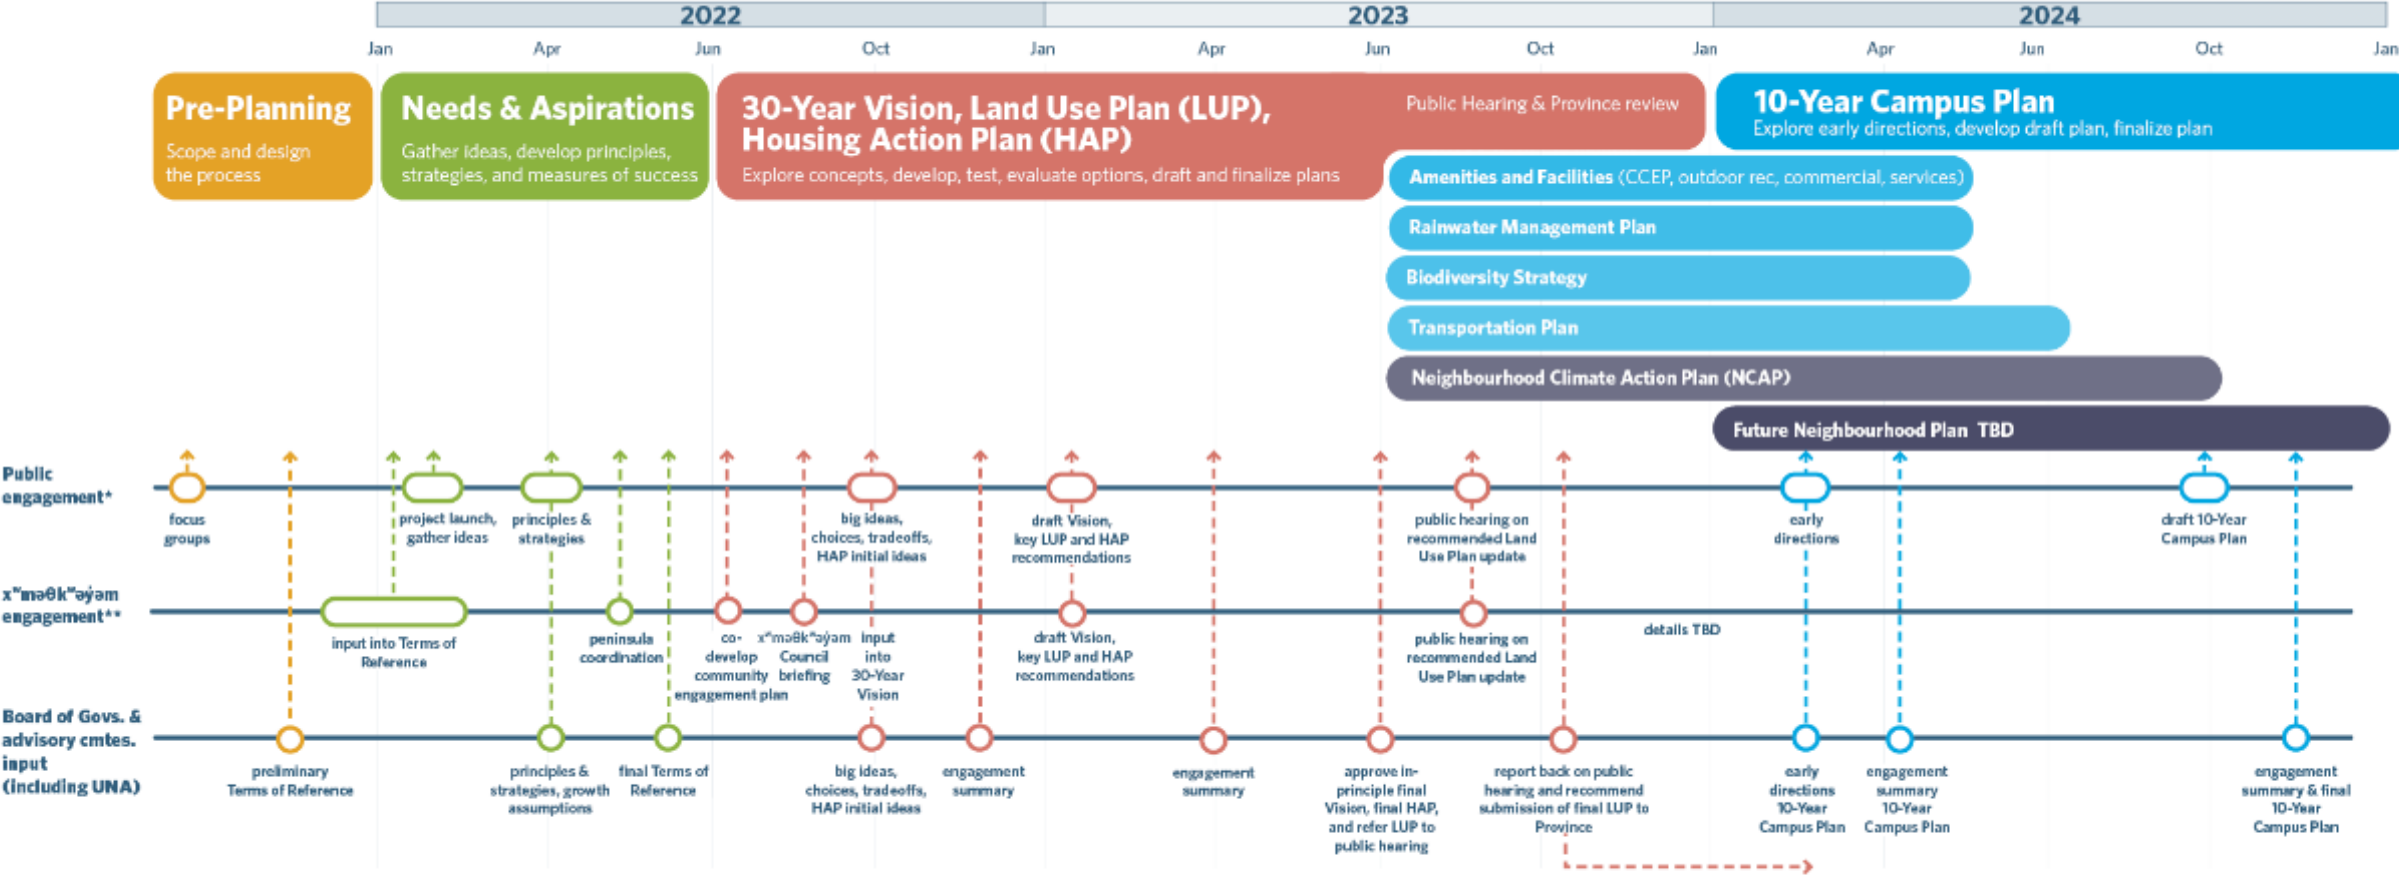 2022
2023
2024
Jan
Apr
Jun
Oct
Jan
Apr
Jun
Oct
Jan
Apr
Jun
Oct
Jan
Pre-Planning
Scope and design
the process
Needs & Aspirations
Gather ideas, develop principles,
strategies, and measures of success
30-Year Vision, Land Use Plan (LUP),
Housing Action Plan (HAP)
Explore concepts, develop, test, evaluate options, draft and finalize plans
Public Hearing & Province review
10-Year Campus Plan
Explore early directions, develop draft plan, finalize plan
Amenities and Facilities (CCEP, outdoor rec, commercial, services)
Rainwater Management Plan
Biodiversity Strategy
Transportation Plan
Neighbourhood Climate Action Plan (NCAP)
Future Neighbourhood Plan TBD
Public
engagement*
focus
groups
project launch,
gather ideas
principles &
strategies
big ideas,
choices, tradeoffs,
HAP initial ideas
draft Vision,
key LUP and HAP
recommendations
public hearing on
recommended Land
Use Plan update
early
directions
draft 10-Year
Campus Plan
xʷməθkʷəy̓əm
engagement**
input into Terms of
Reference
peninsula
coordination
co-
develop
community
engagement plan
xʷməθkʷəy̓əm
Council
briefing
input
into
30-Year
Vision
draft Vision,
key LUP and HAP
recommendations
public hearing on
recommended Land
Use Plan update
details TBD
Board of Govs. &
advisory cmtes.
input
(including UNA)
preliminary
Terms of Reference
principles &
strategies, growth
assumptions
final Terms of
Reference
big ideas,
choices, tradeoffs,
HAP initial ideas
engagement
summary
engagement
summary
approve in-
principle final
Vision, final HAP,
and refer LUP to
public hearing
report back on public
hearing and recommend
submission of final LUP to
Province
early
directions
10-Year
Campus Plan
engagement
summary
10-Year
Campus Plan
engagement
summary & final
10-Year
Campus Plan